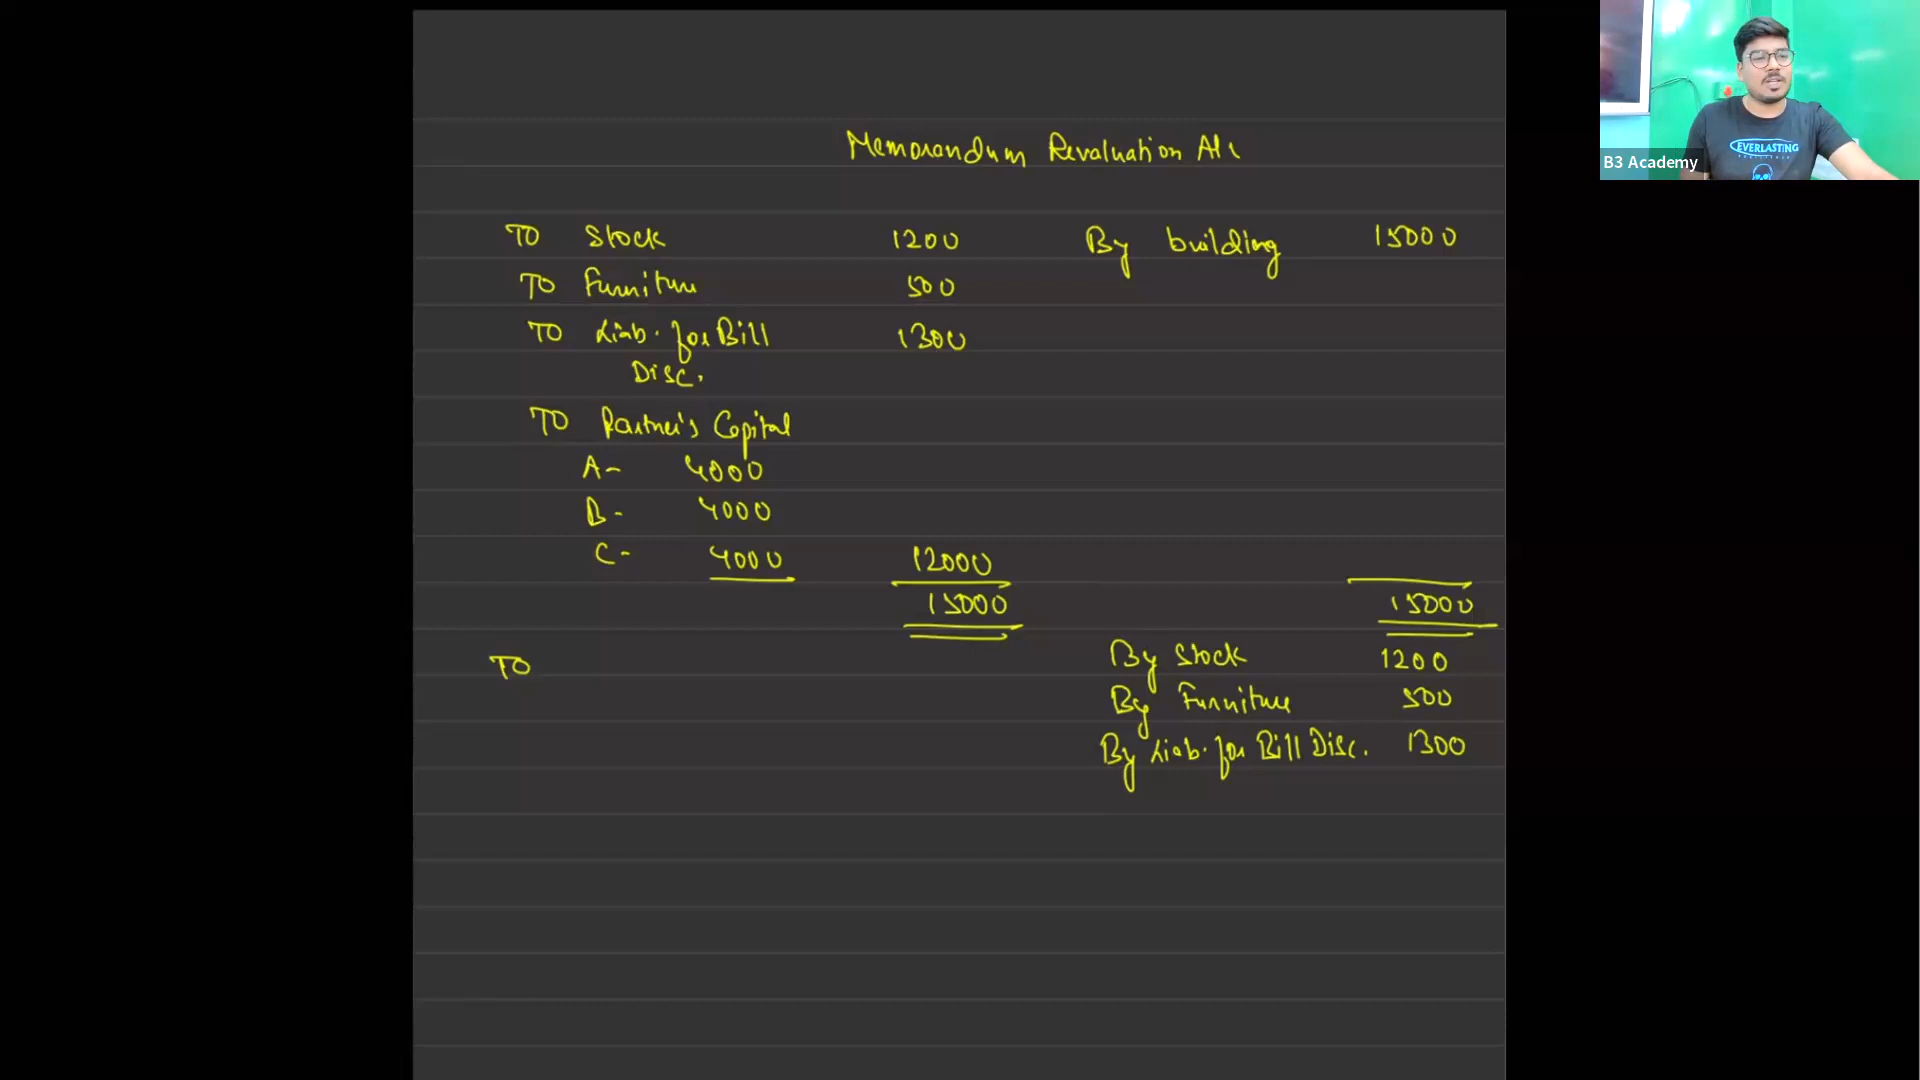 Memorandum Revaluation A/c
TO Stock 1200 By building 15000
TO Furniture 500
TO Liab. for Bill 1300
Disc.
TO Partner's Capital
A- 4000
B- 4000
C- 4000 12000
15000 15000
By Stock 1200
TO
By Furniture 500
By Liab. for Bill Disc. 1300
EVERLASTING
B3 Academy